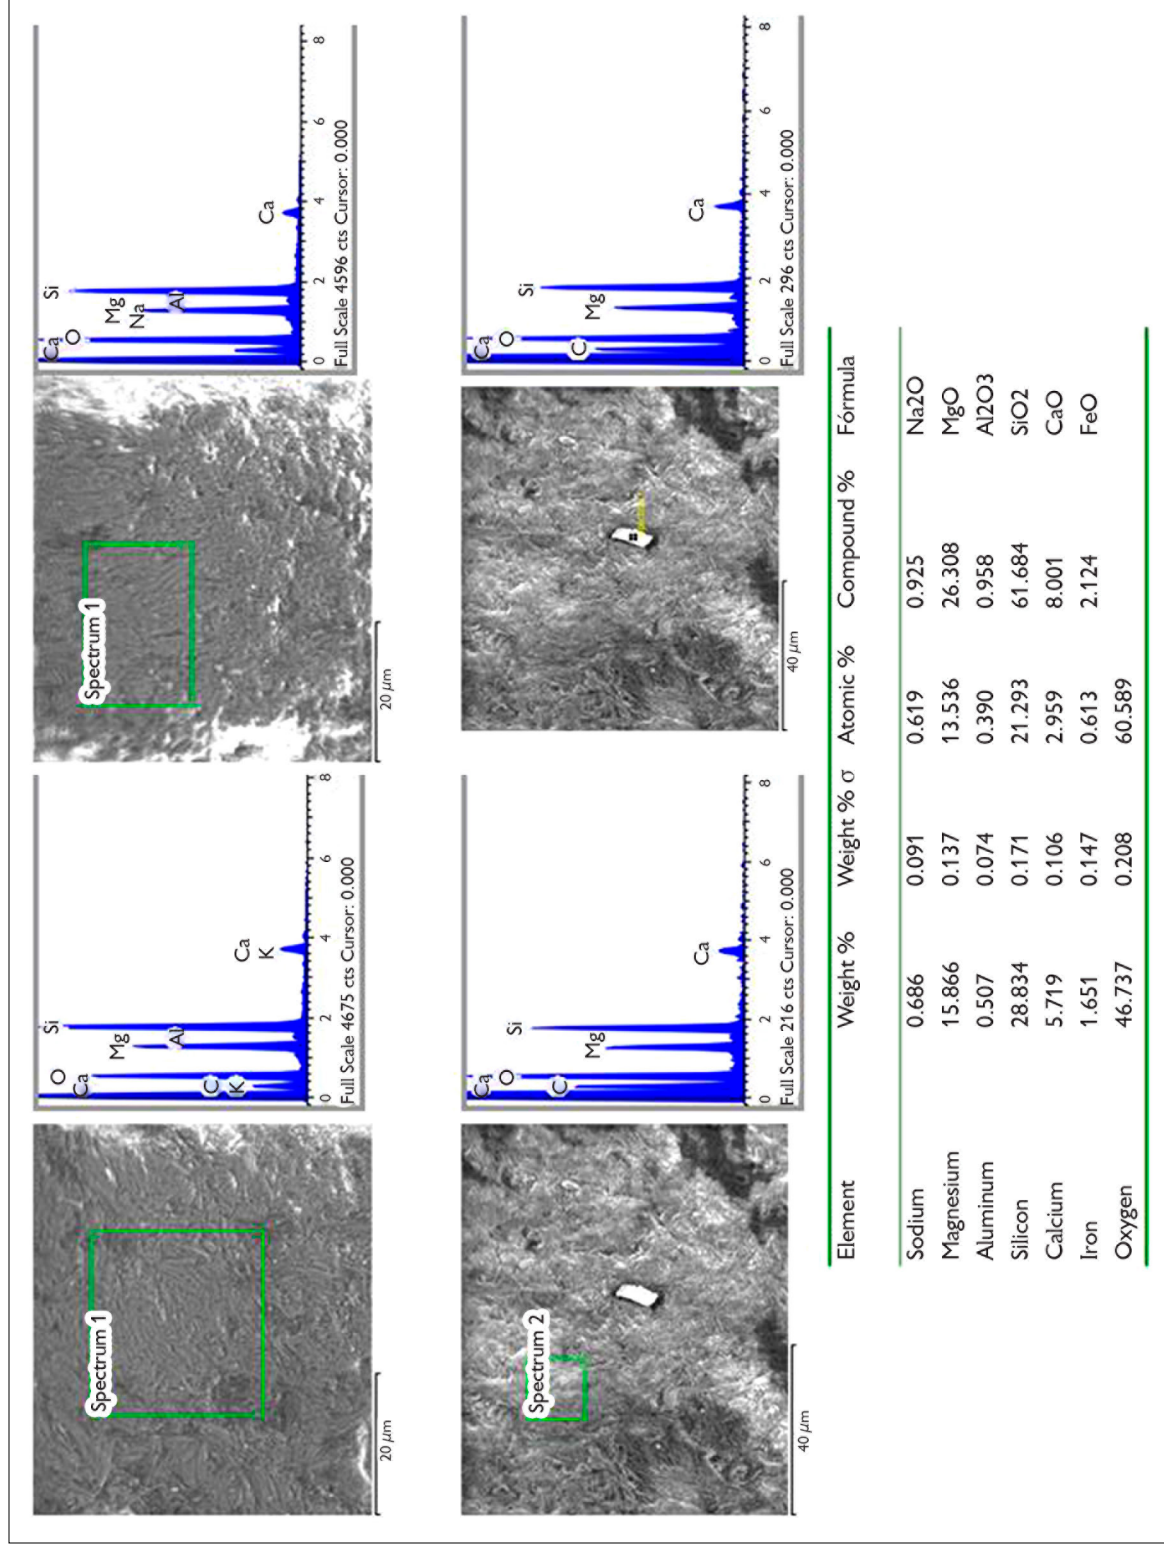 Spectrum 1
20 µm
O
Ca
C
K
Mg
Al
Si
Ca
K
0 2 4 6 8
Full Scale 4675 cts Cursor: 0.000
Spectrum 1
20 µm
Ca
O
Mg
Na
Al
Si
Ca
0 2 4 6 8
Full Scale 4596 cts Cursor: 0.000
Spectrum 2
40 µm
Ca
O
C
Mg
Si
Ca
0 2 4 6 8
Full Scale 216 cts Cursor: 0.000
40 µm
Ca
O
C
Mg
Si
Ca
0 2 4 6 8
Full Scale 296 cts Cursor: 0.000
Element Weight % Weight % σ Atomic % Compound % Fórmula
Sodium 0.686 0.091 0.619 0.925 Na2O
Magnesium 15.866 0.137 13.536 26.308 MgO
Aluminum 0.507 0.074 0.390 0.958 Al2O3
Silicon 28.834 0.171 21.293 61.684 SiO2
Calcium 5.719 0.106 2.959 8.001 CaO
Iron 1.651 0.147 0.613 2.124 FeO
Oxygen 46.737 0.208 60.589